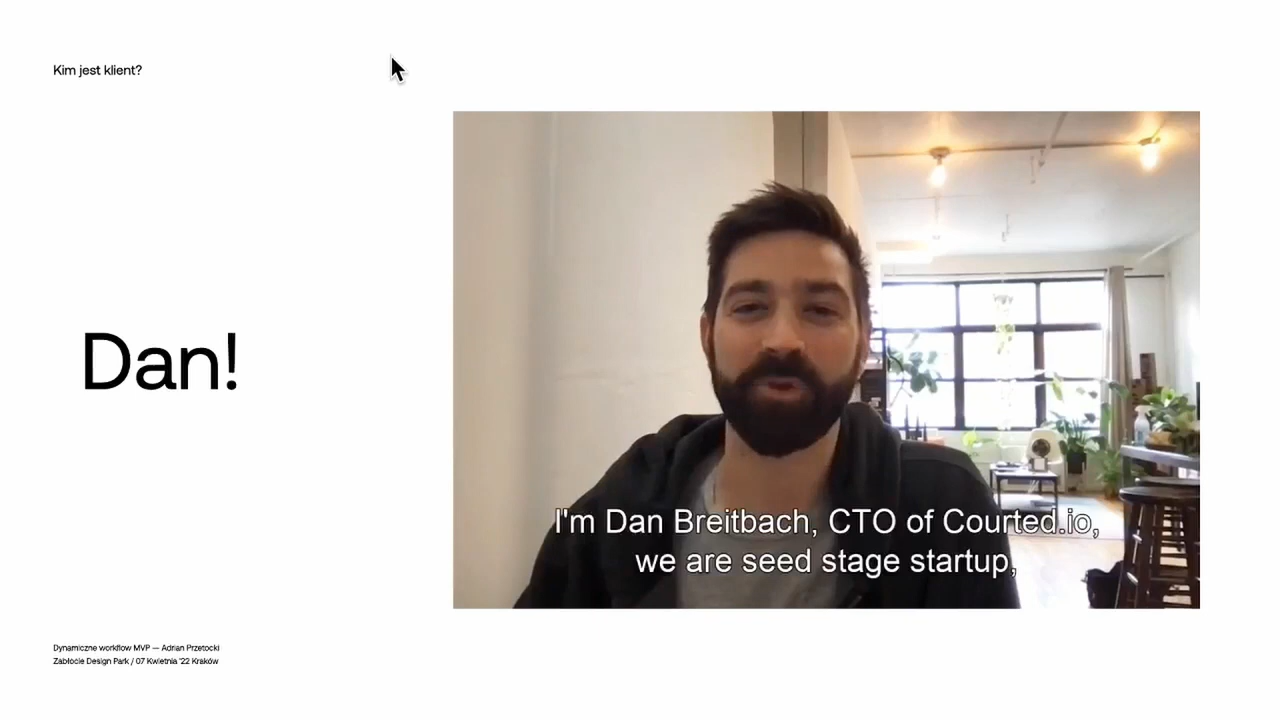 Kim jest klient?
Dan!
I'm Dan Breitbach, CTO of Courted.io,
we are seed stage startup,
Dynamiczne workflow MVP — Adrian Przetocki
Zabłocie Design Park / 07 Kwietnia '22 Kraków